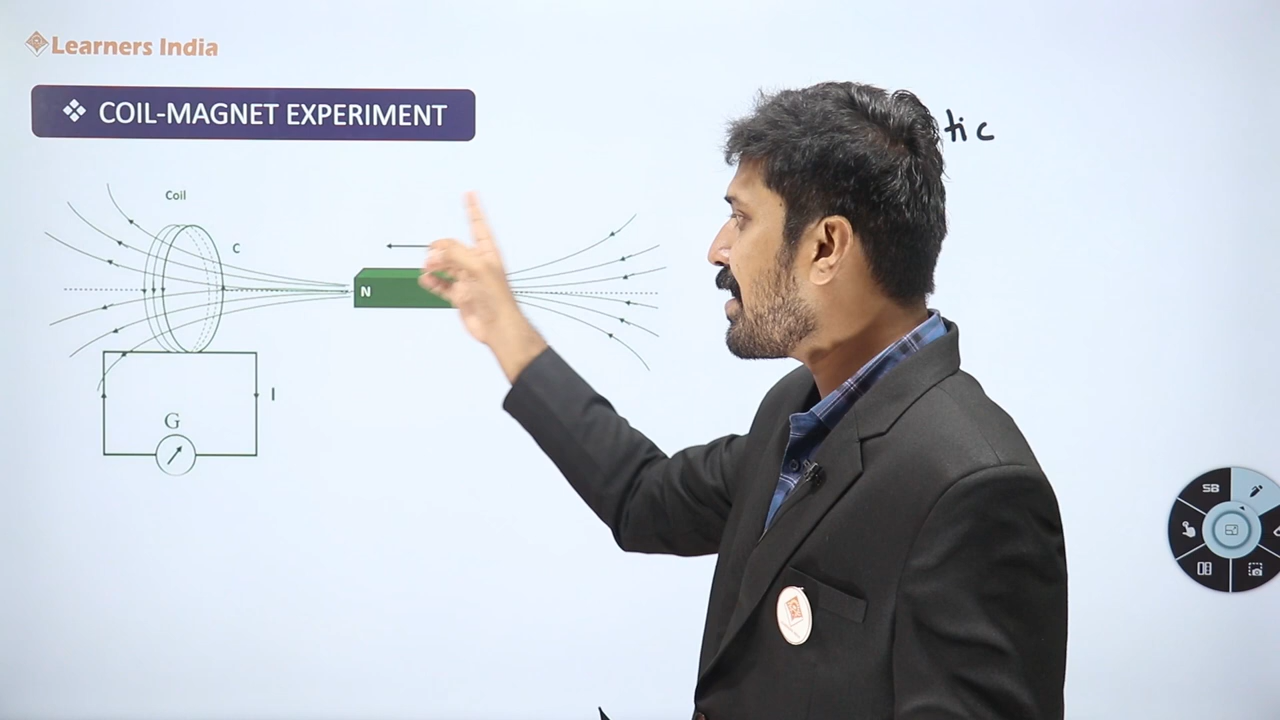 Learners India
❖ COIL-MAGNET EXPERIMENT
tic
Coil
C
N
I
G
SB